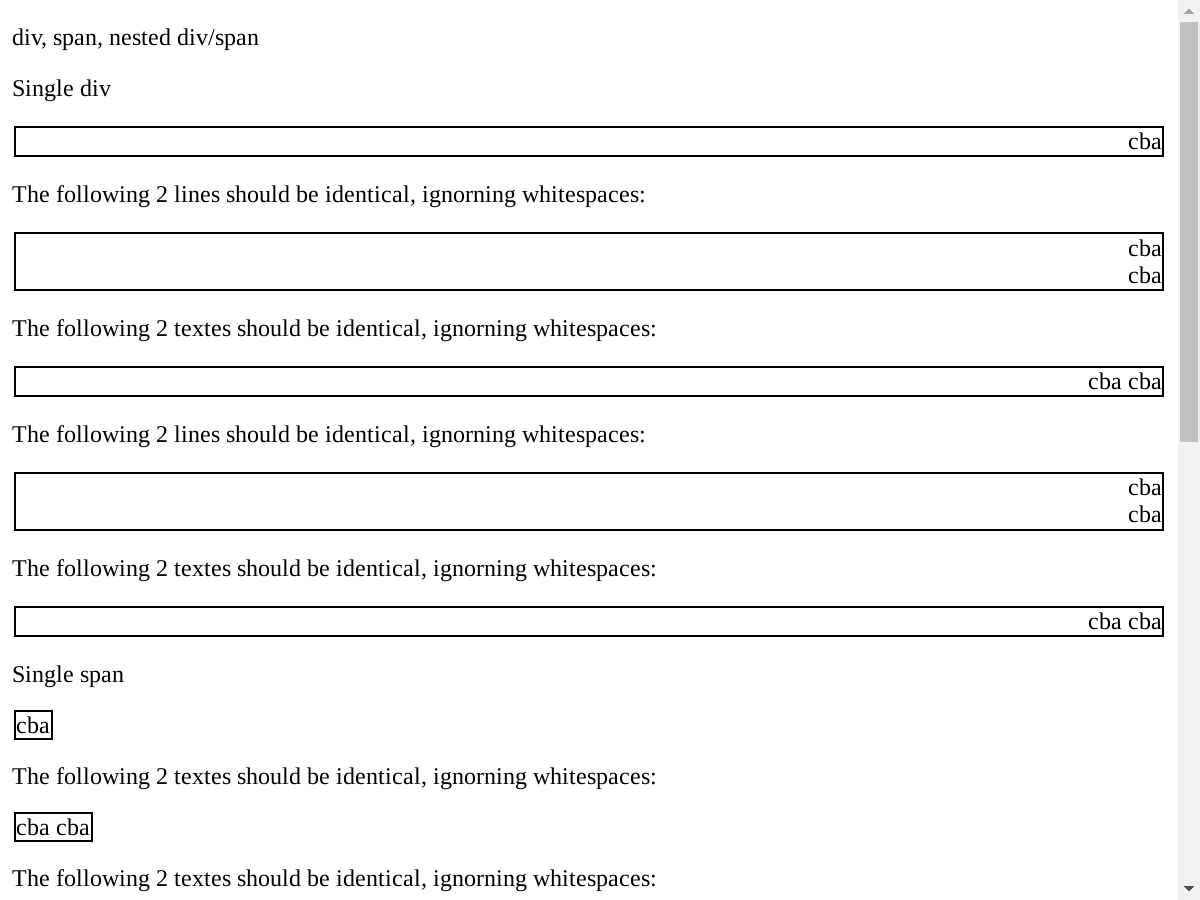 div, span, nested div/span
Single div
cba
The following 2 lines should be identical, ignorning whitespaces:
cba
cba
The following 2 textes should be identical, ignorning whitespaces:
cba cba
The following 2 lines should be identical, ignorning whitespaces:
cba
cba
The following 2 textes should be identical, ignorning whitespaces:
cba cba
Single span
cba
The following 2 textes should be identical, ignorning whitespaces:
cba cba
The following 2 textes should be identical, ignorning whitespaces: